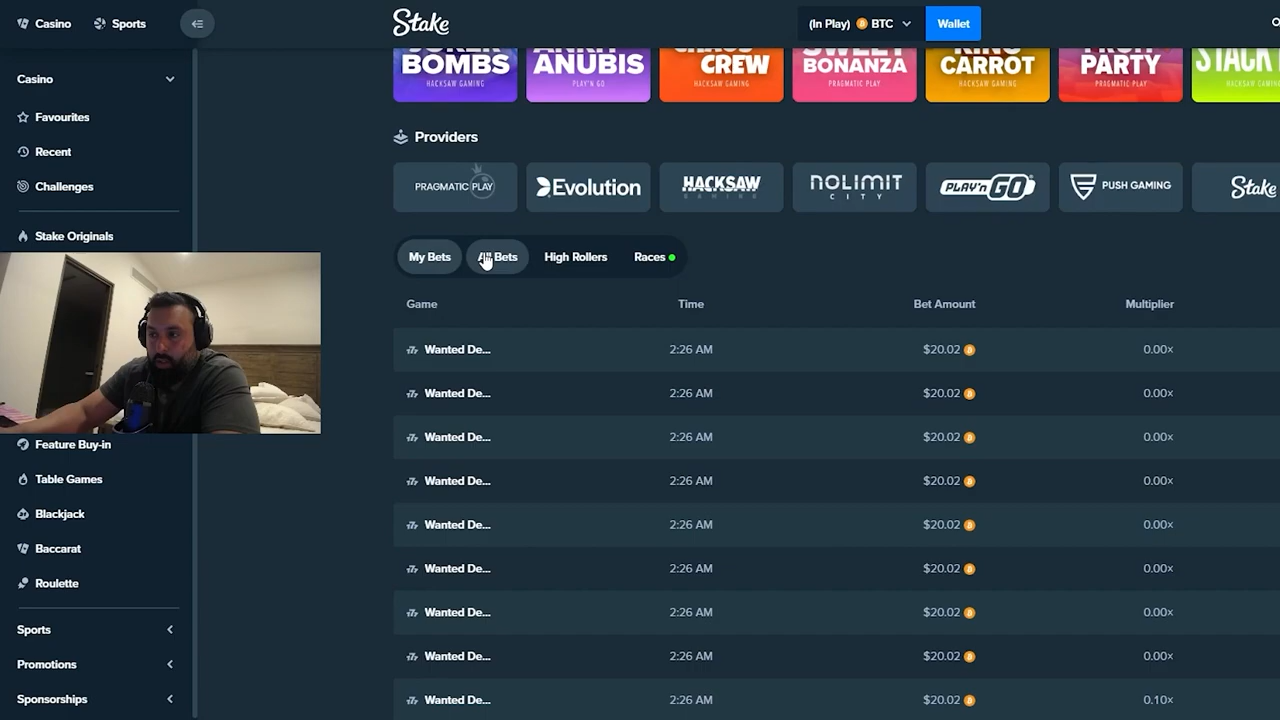 Casino
Sports
Stake
(In Play) BTC
Wallet
Casino
Favourites
Recent
Challenges
Stake Originals
Feature Buy-in
Table Games
Blackjack
Baccarat
Roulette
Sports
Promotions
Sponsorships
BOMBS
HACKSAW GAMING
ANUBIS
PLAY'N GO
CREW
HACKSAW GAMING
BONANZA
PRAGMATIC PLAY
CARROT
HACKSAW GAMING
PARTY
PRAGMATIC PLAY
Providers
PRAGMATIC PLAY
Evolution
HACKSAW GAMING
NOLIMIT CITY
PLAY'n GO
PUSH GAMING
Stake
My Bets All Bets High Rollers Races
Game Time Bet Amount Multiplier
Wanted De... 2:26 AM $20.02 0.00×
Wanted De... 2:26 AM $20.02 0.00×
Wanted De... 2:26 AM $20.02 0.00×
Wanted De... 2:26 AM $20.02 0.00×
Wanted De... 2:26 AM $20.02 0.00×
Wanted De... 2:26 AM $20.02 0.00×
Wanted De... 2:26 AM $20.02 0.00×
Wanted De... 2:26 AM $20.02 0.00×
Wanted De... 2:26 AM $20.02 0.10×